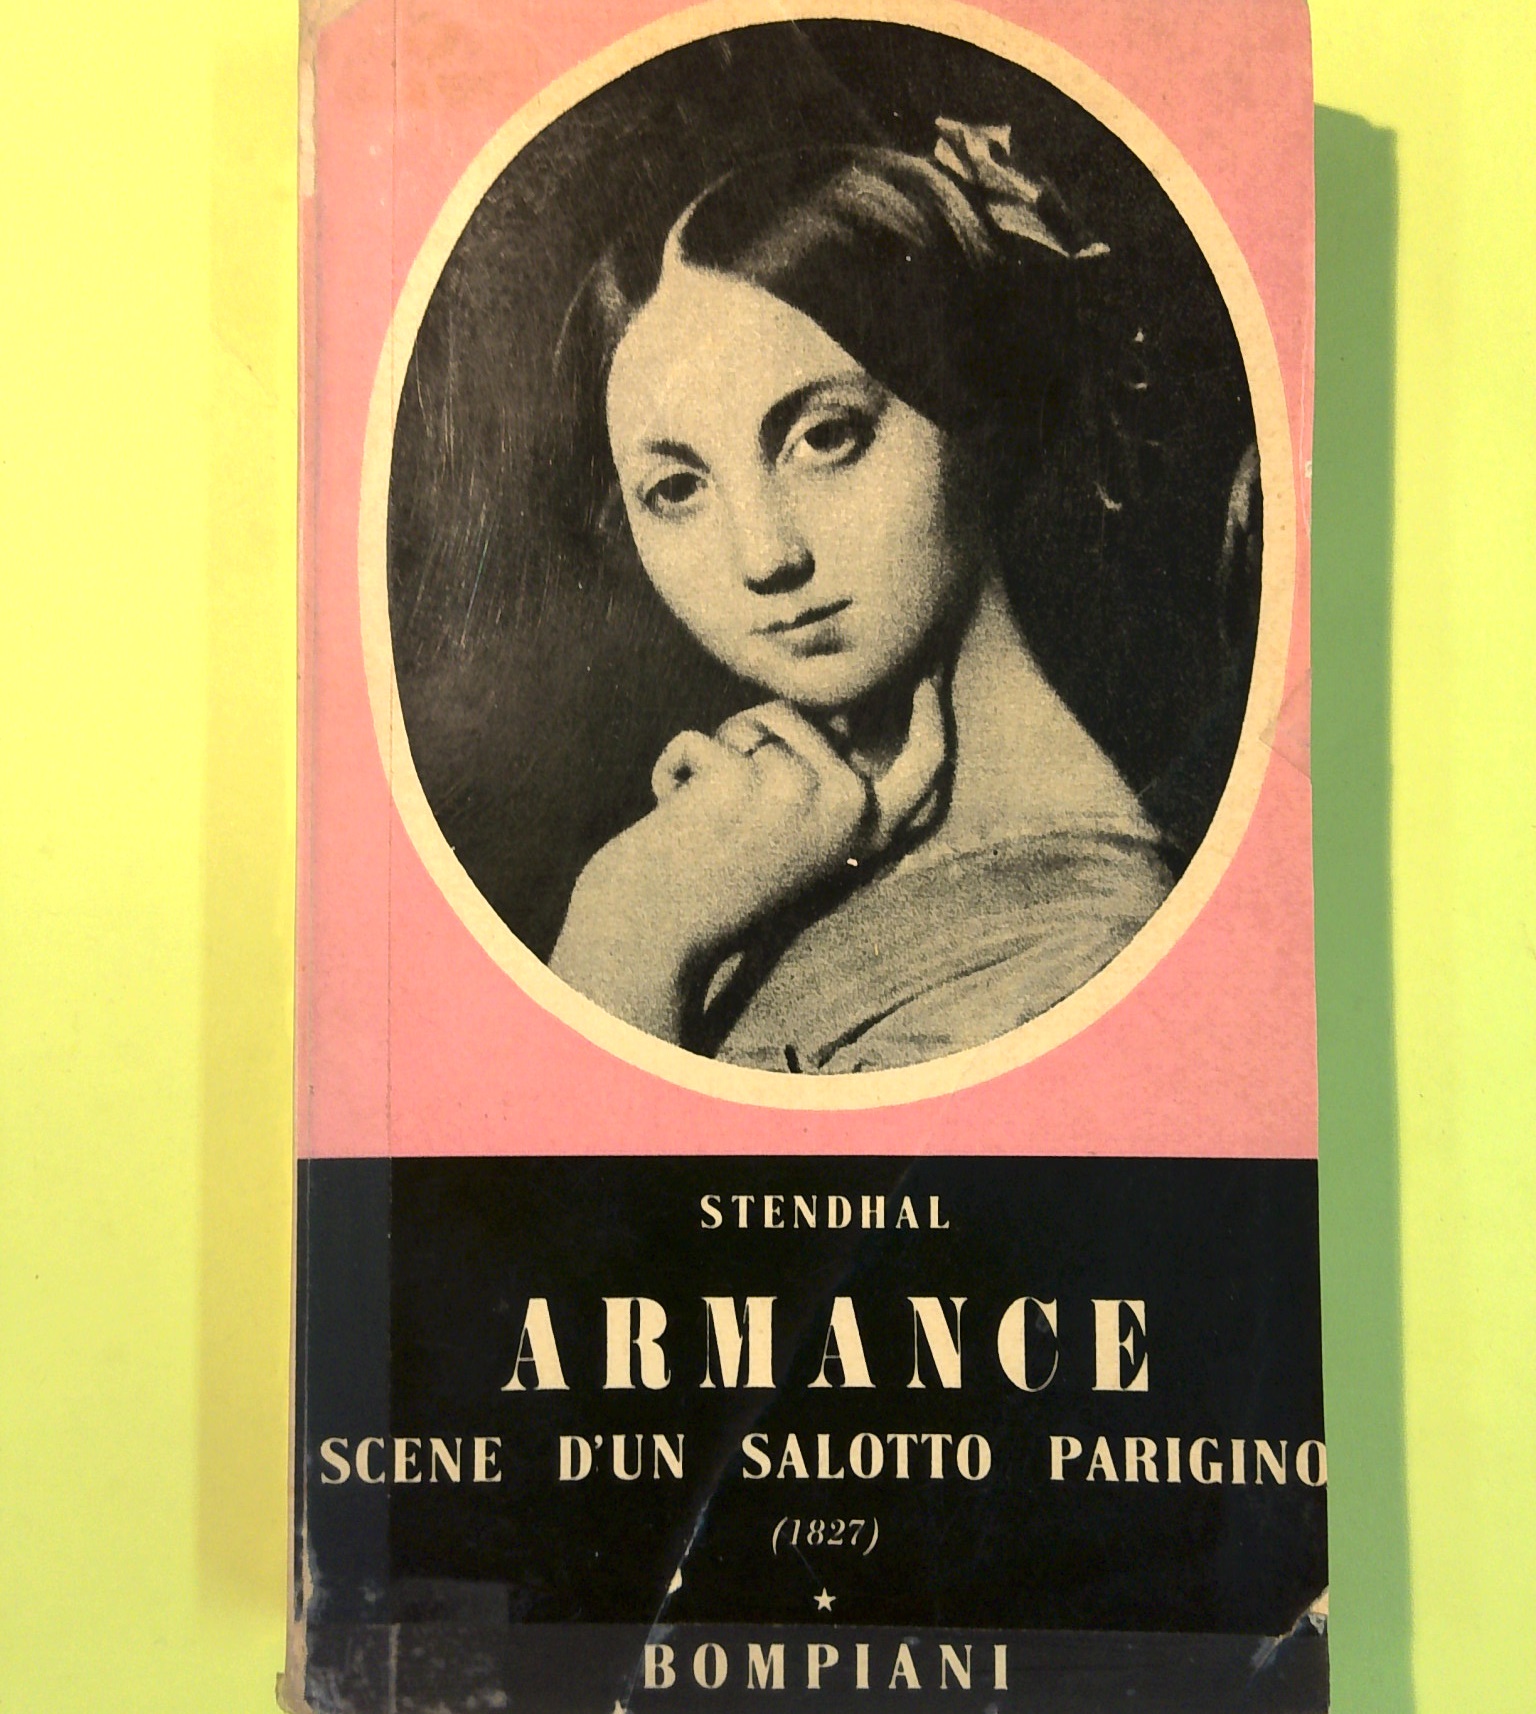 STENDHAL
ARMANCE
SCENE D'UN SALOTTO PARIGINO
(1827)
BOMPIANI